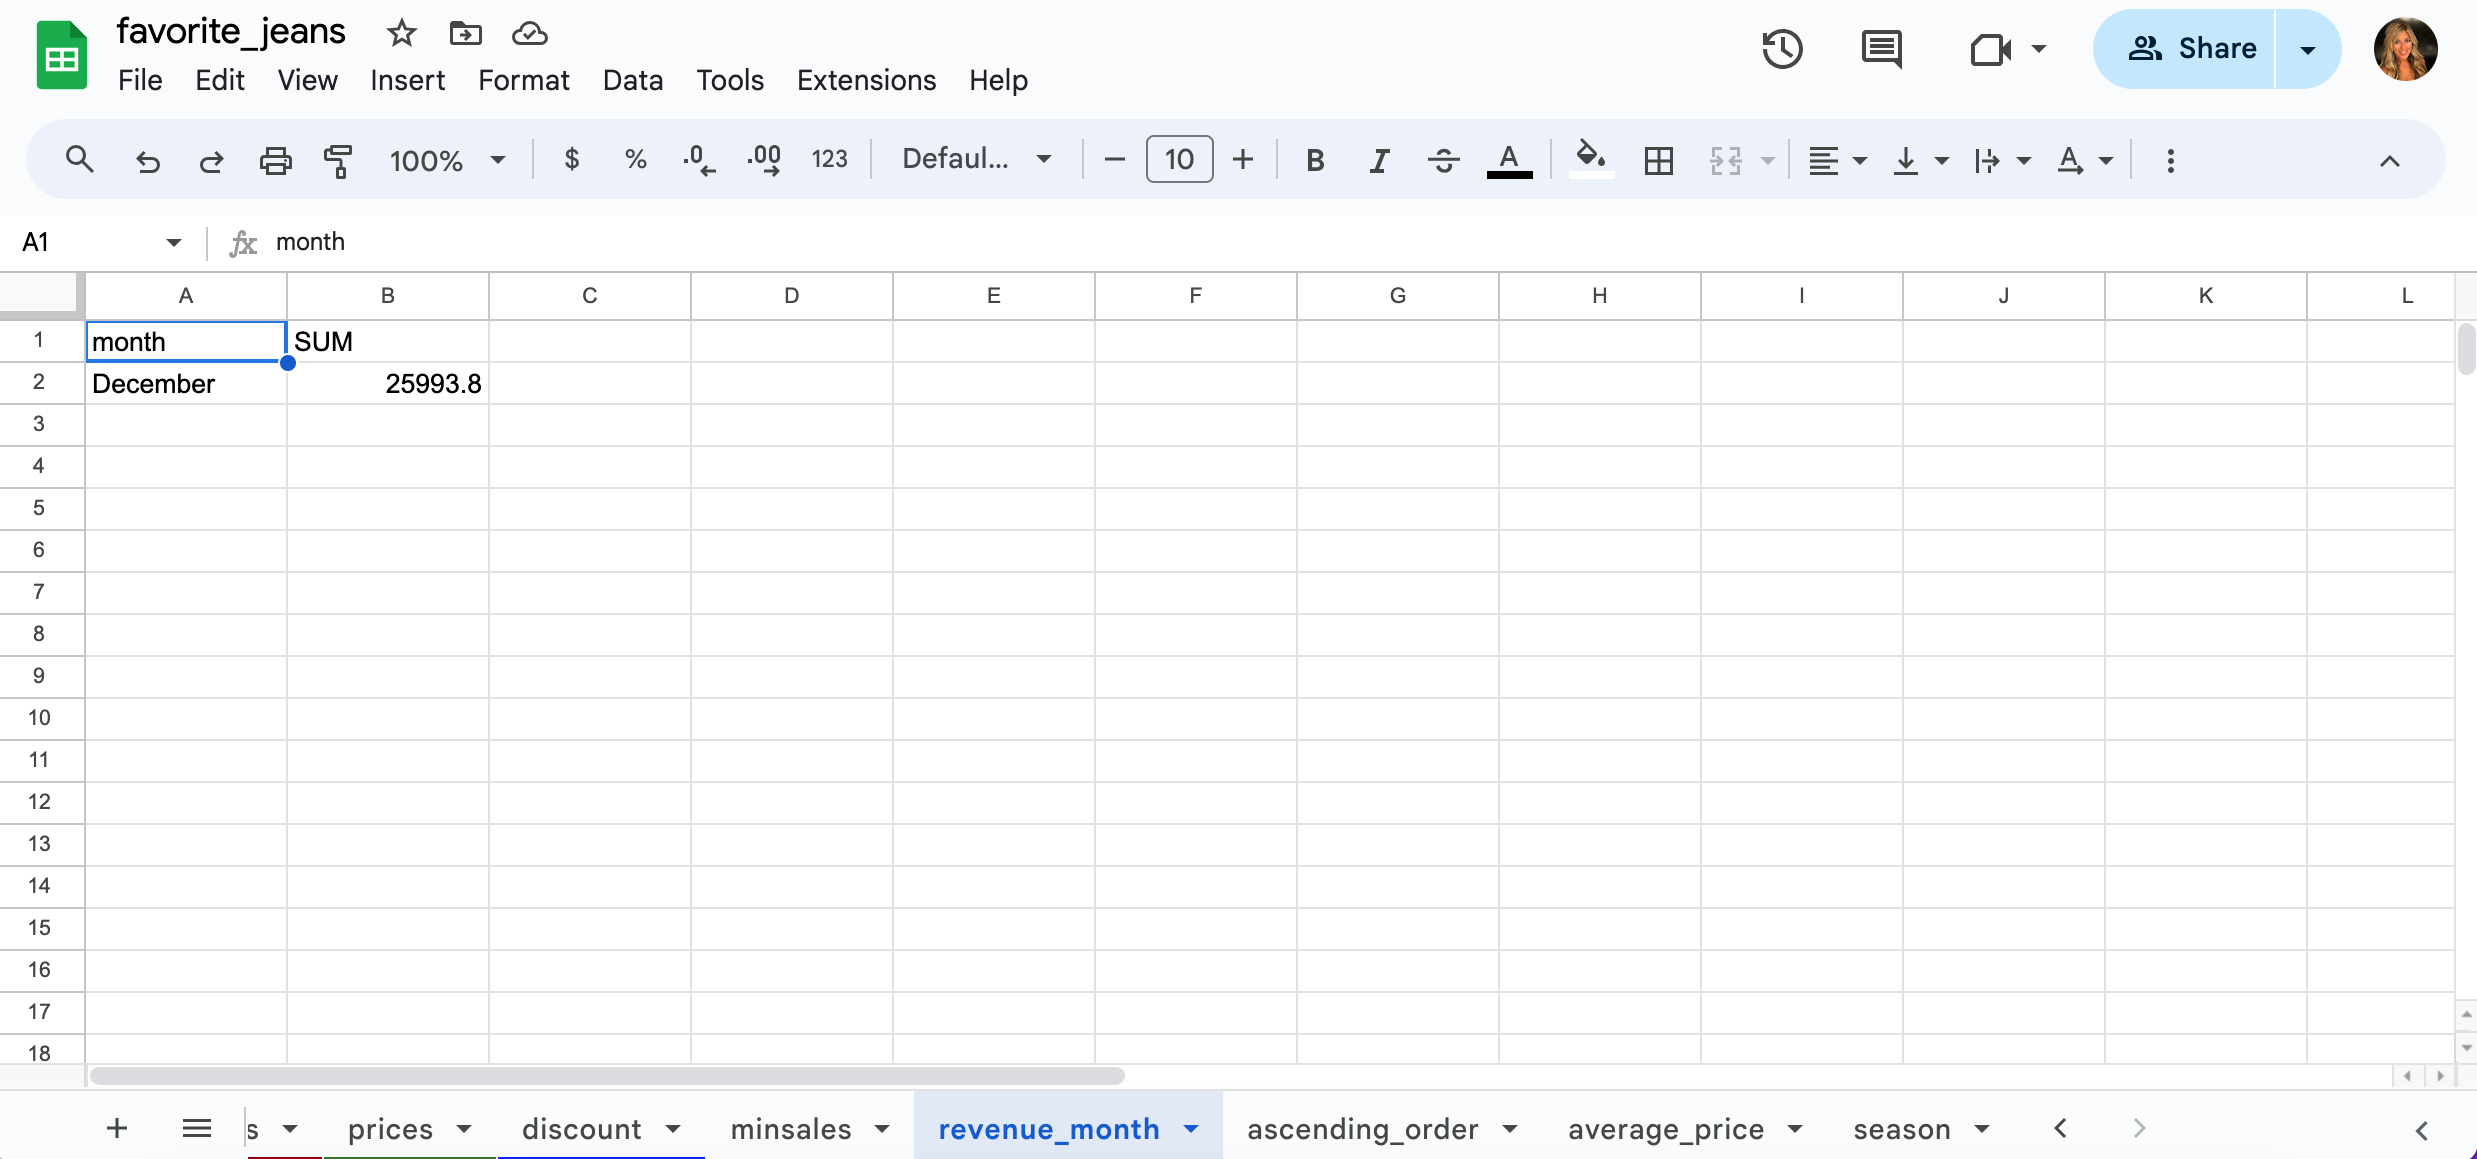 favorite_jeans
File Edit View Insert Format Data Tools Extensions Help
Share
100% $ % .0 .00 123 Defaul... 10 B I S A A
A1 fx month
A B C D E F G H I J K L
1 month SUM
2 December 25993.8
3
4
5
6
7
8
9
10
11
12
13
14
15
16
17
18
s prices discount minsales revenue_month ascending_order average_price season